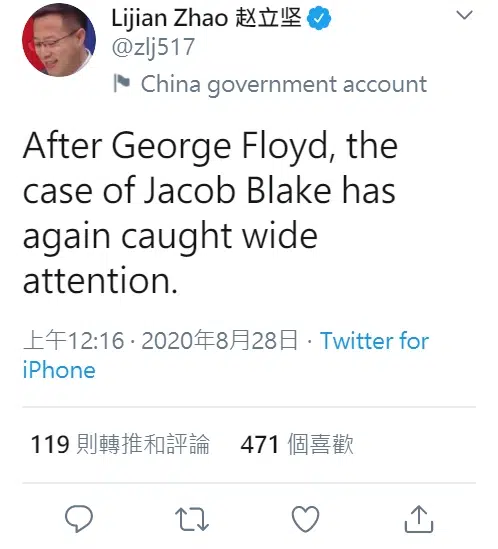 Lijian Zhao 赵立坚
@zlj517
China government account
After George Floyd, the
case of Jacob Blake has
again caught wide
attention.
上午12:16 · 2020年8月28日 · Twitter for
iPhone
119 則轉推和評論 471 個喜歡